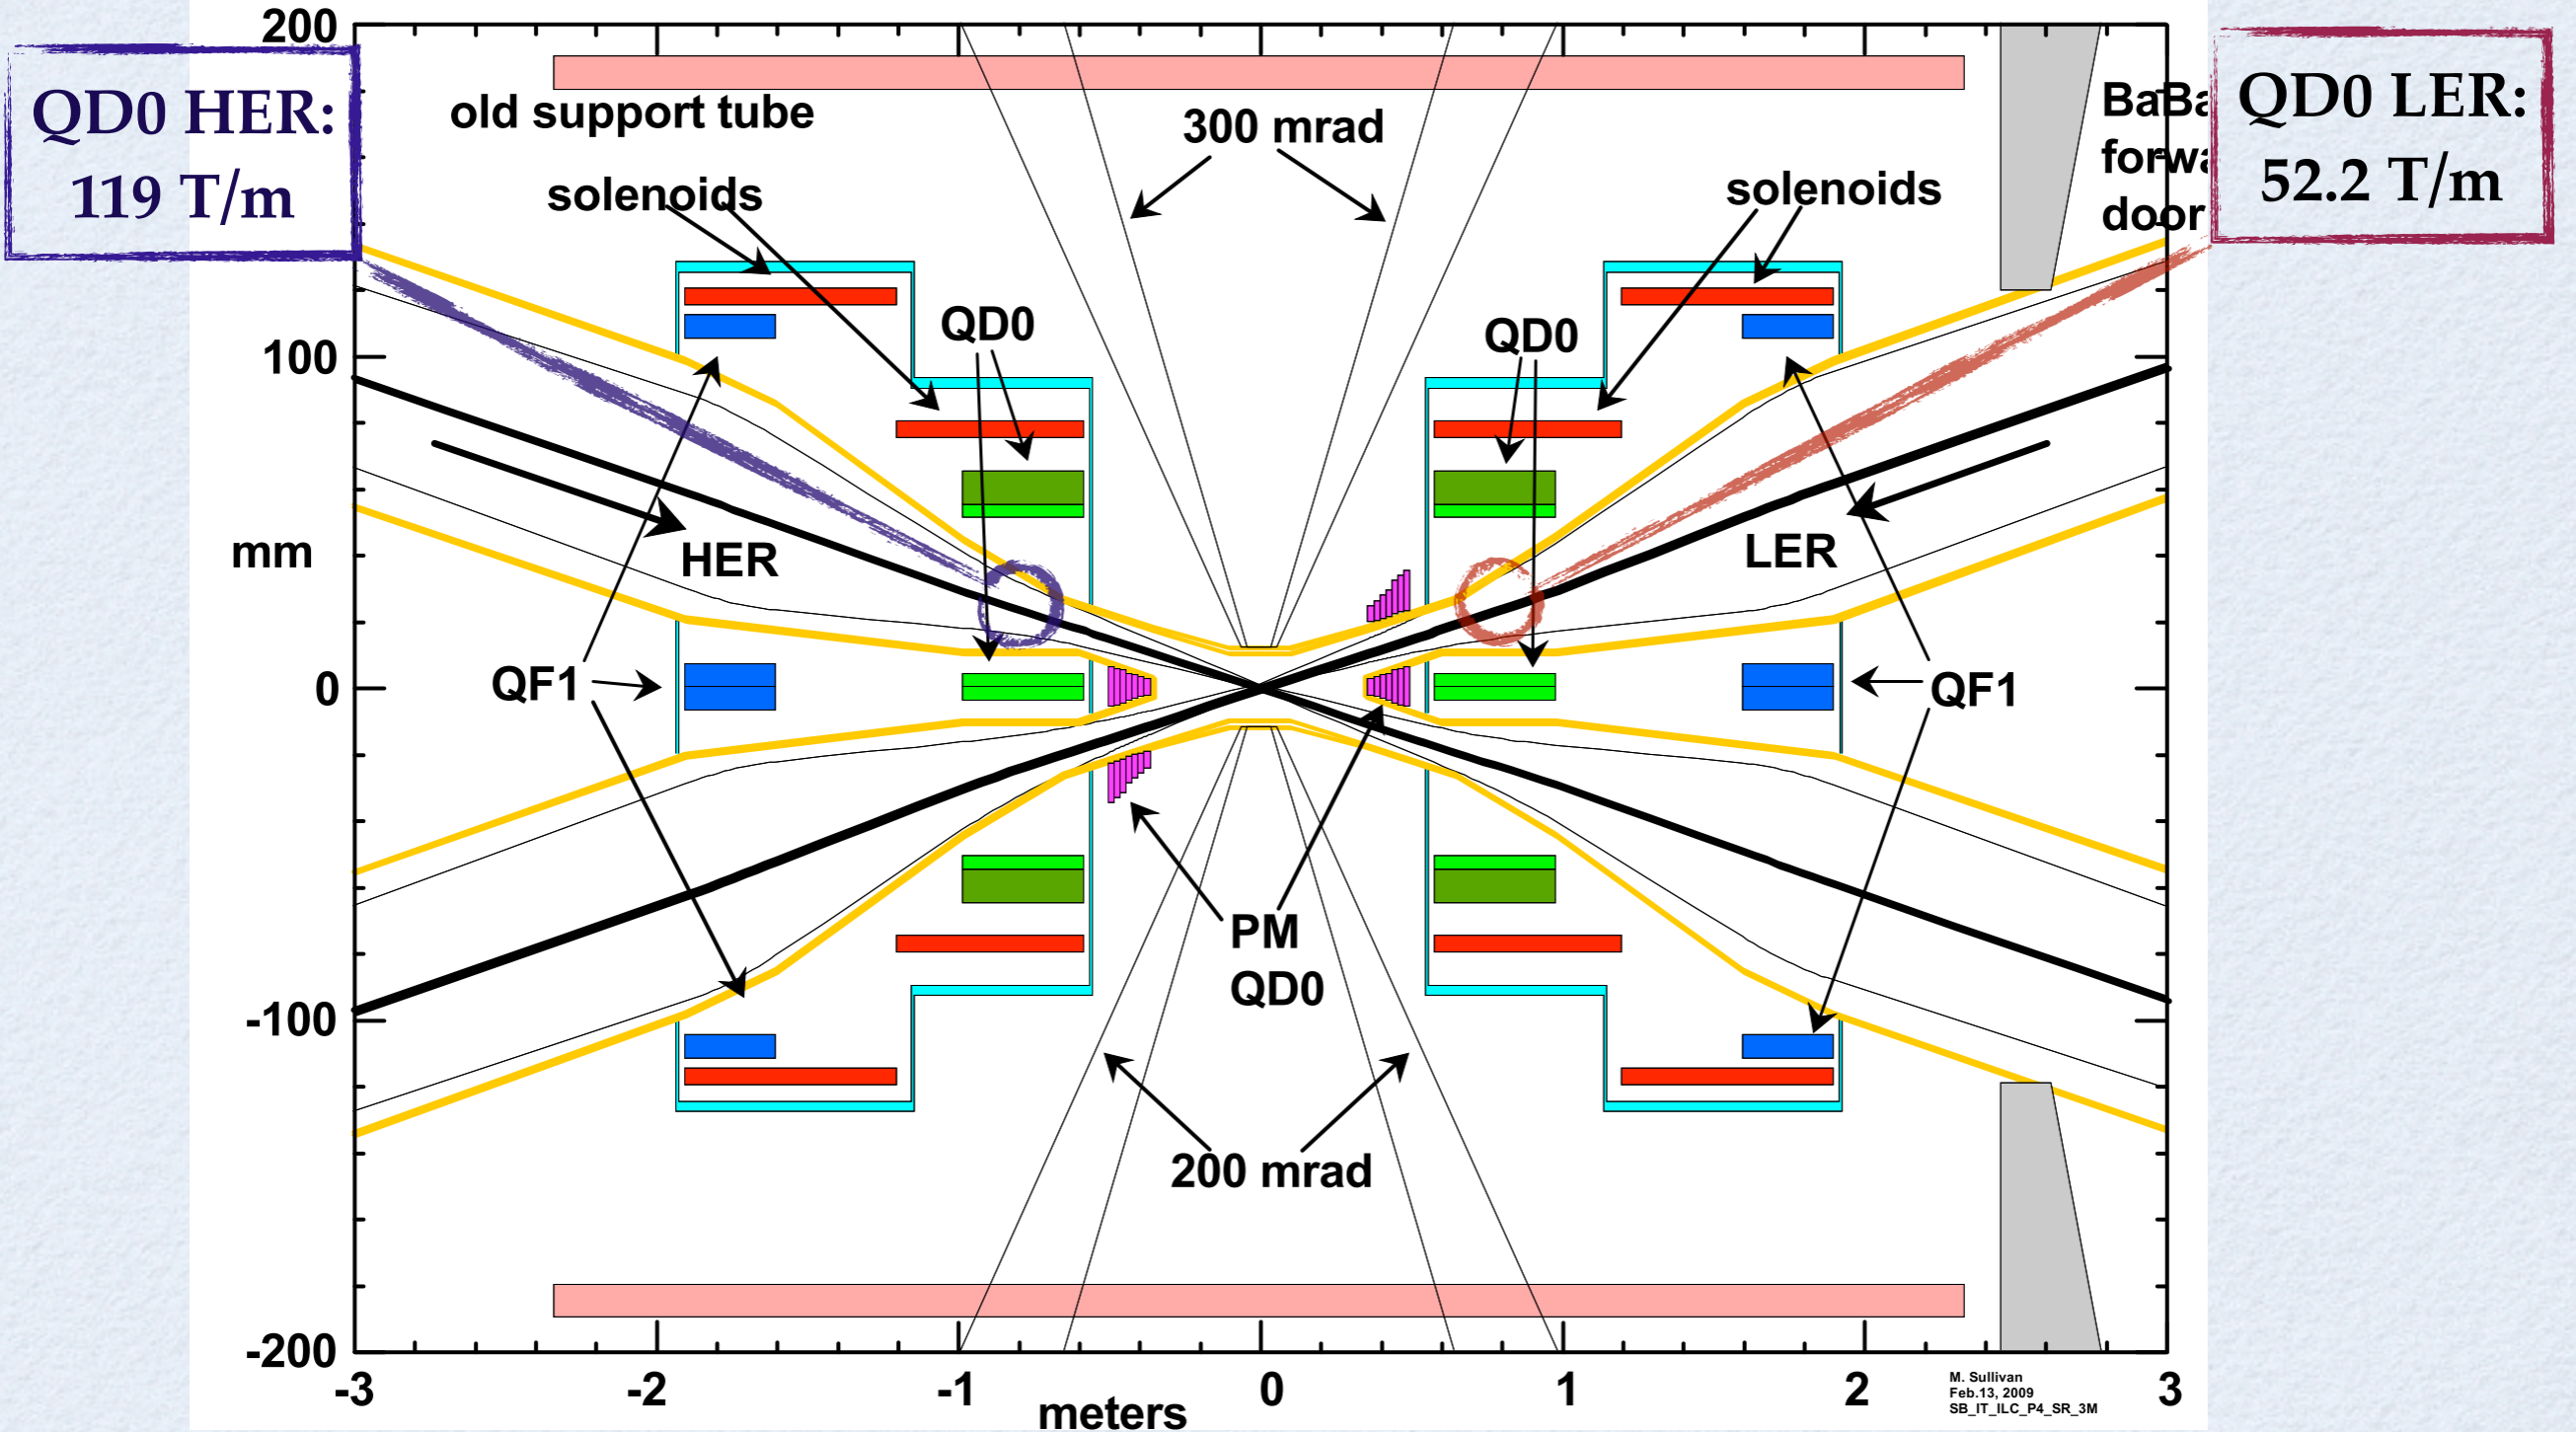 200
QD0 HER:
119 T/m
QD0 LER:
52.2 T/m
old support tube
300 mrad
forwa
door
solenoids
solenoids
QD0
QD0
100
mm
HER
LER
0
QF1
QF1
PM
QD0
-100
200 mrad
-200
-3
-2
-1
0
1
2
3
meters
M. Sullivan
Feb.13, 2009
SB_IT_ILC_P4_SR_3M